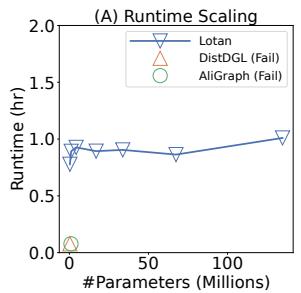 (A) Runtime Scaling
Lotan
DistDGL (Fail)
AliGraph (Fail)
Runtime (hr)
2.0
1.5
1.0
0.5
0.0
0 50 100
#Parameters (Millions)